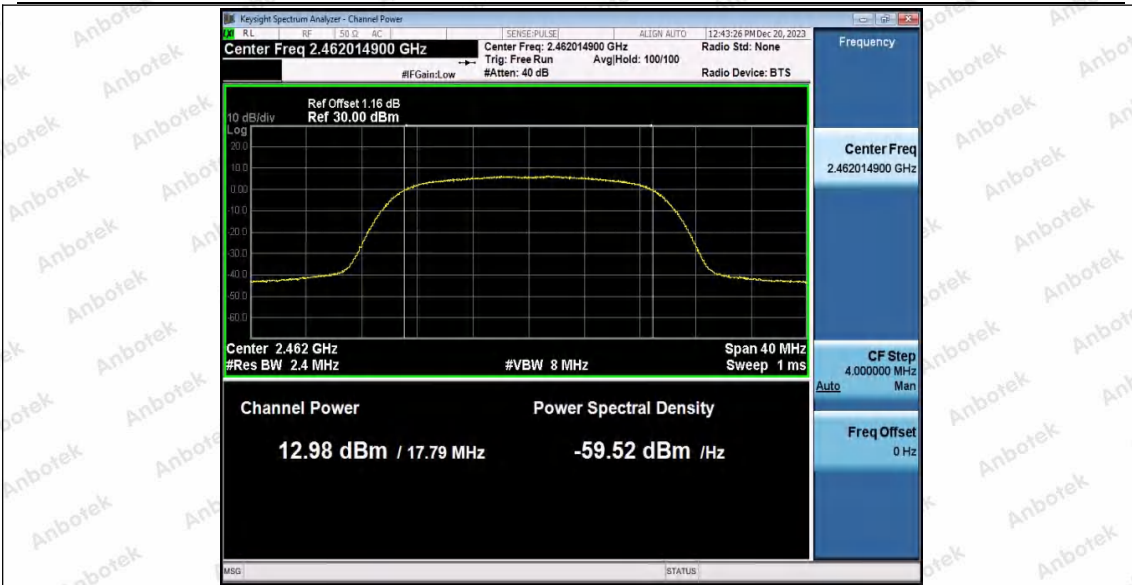 Keysight Spectrum Analyzer - Channel Power
RL RF 50 Ω AC SENSE:PULSE ALIGN AUTO 12:43:26 PM Dec 20, 2023
Center Freq 2.462014900 GHz
Center Freq: 2.462014900 GHz Radio Std: None
Trig: Free Run Avg|Hold: 100/100
#IFGain:Low #Atten: 40 dB Radio Device: BTS
Ref Offset 1.16 dB
10 dB/div Ref 30.00 dBm
Log
20.0
10.0
0.00
-10.0
-20.0
-30.0
-40.0
-50.0
-60.0
Center 2.462 GHz Span 40 MHz
#Res BW 2.4 MHz #VBW 8 MHz Sweep 1 ms
Channel Power Power Spectral Density
12.98 dBm / 17.79 MHz -59.52 dBm /Hz
MSG STATUS
Frequency
Center Freq
2.462014900 GHz
CF Step
4.000000 MHz
Auto Man
Freq Offset
0 Hz
Anbotek